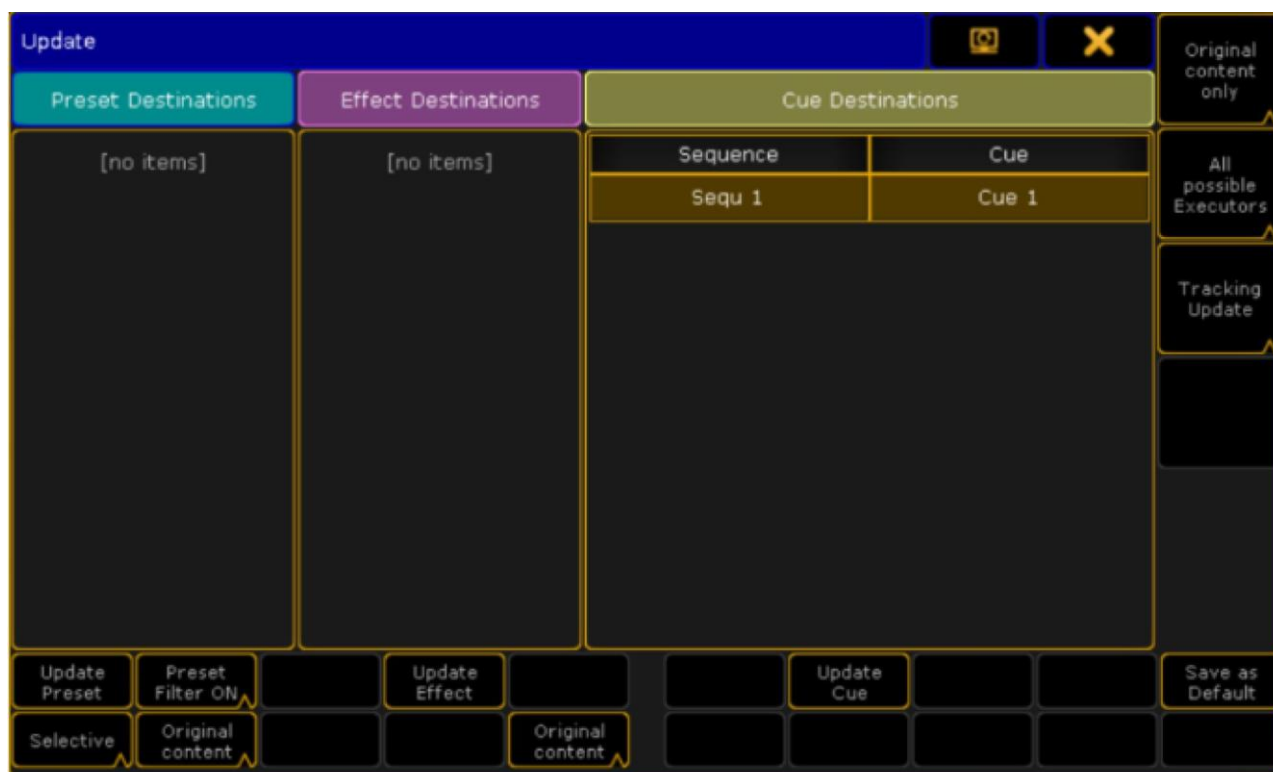 Update
Original
content
only
Preset Destinations
Effect Destinations
Cue Destinations
[no items]
[no items]
Sequence
Cue
Sequ 1
Cue 1
All
possible
Executors
Tracking
Update
Update
Preset
Preset
Filter ON
Update
Effect
Update
Cue
Save as
Default
Selective
Original
content
Original
content